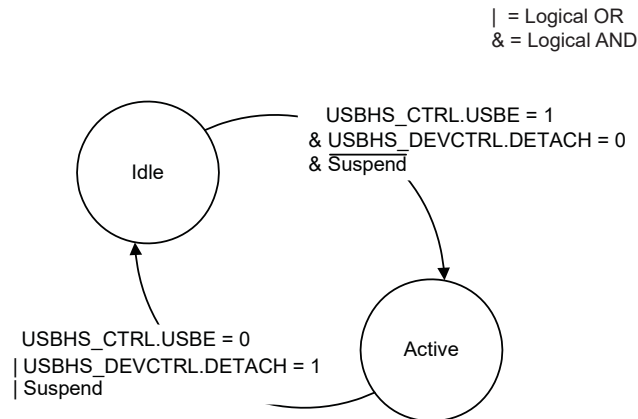 | = Logical OR
& = Logical AND
USBHS_CTRL.USBE = 1
& USBHS_DEVCTRL.DETACH = 0
& Suspend
Idle
USBHS_CTRL.USBE = 0
| USBHS_DEVCTRL.DETACH = 1
| Suspend
Active